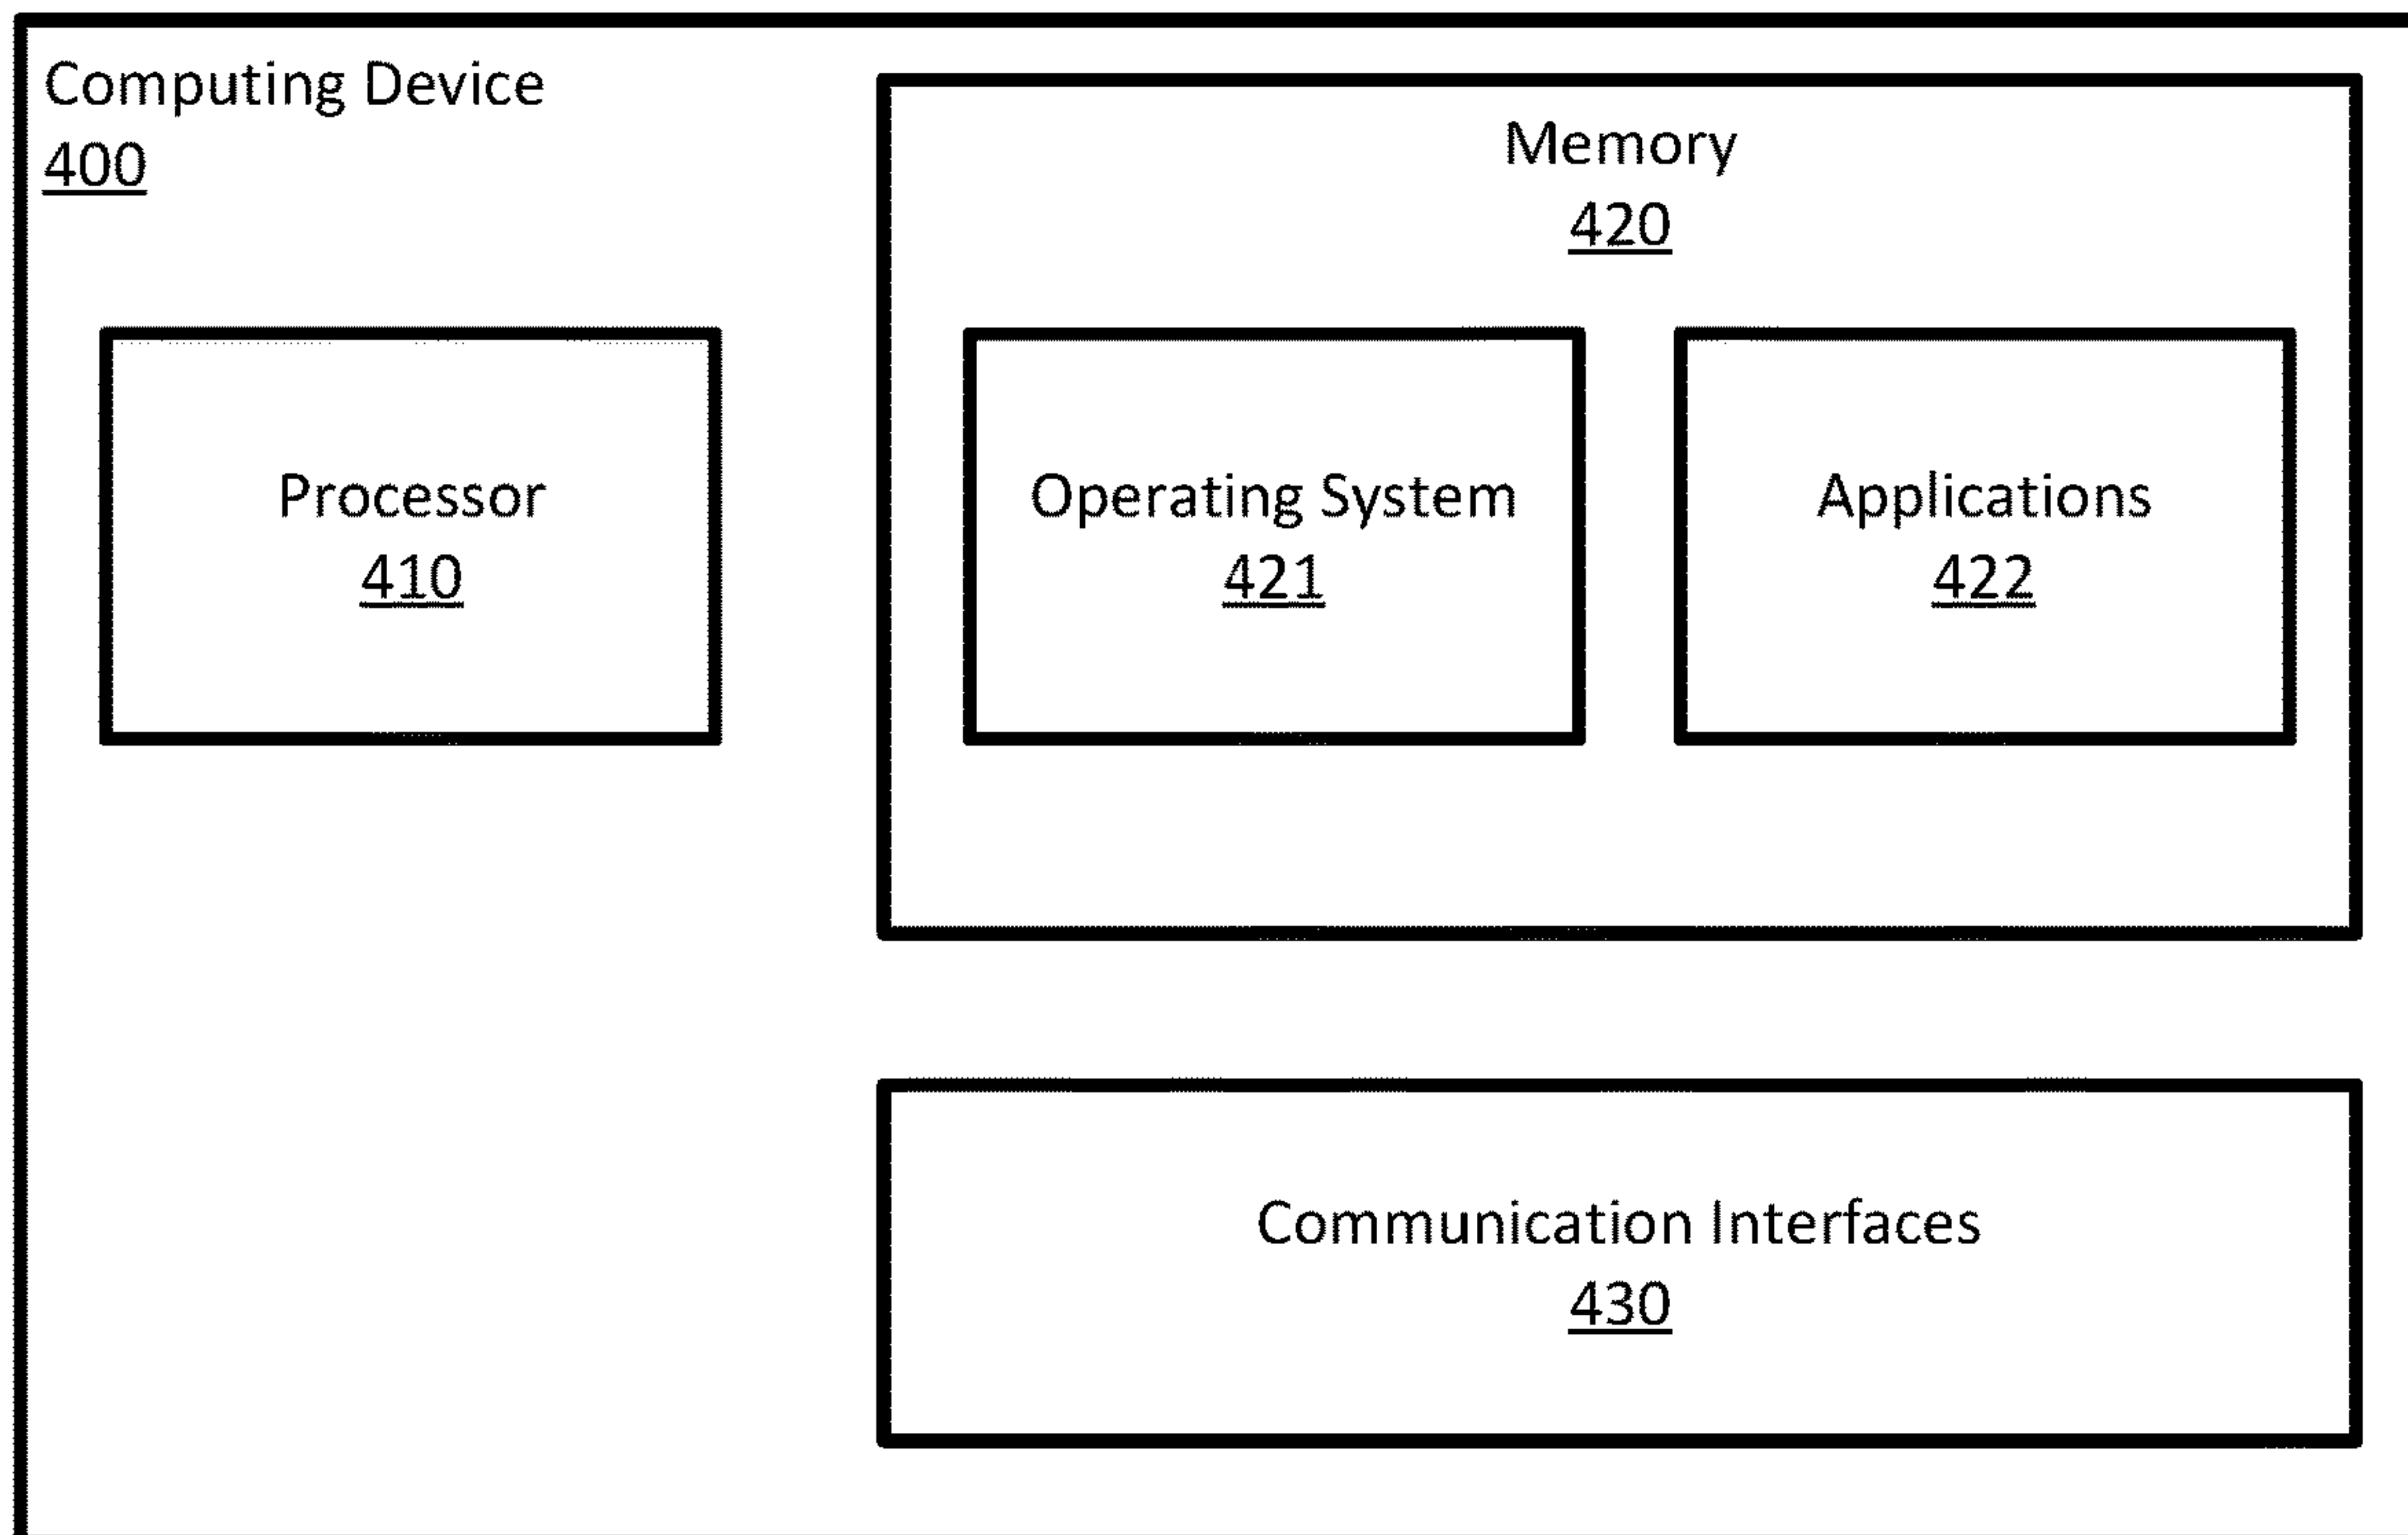 Computing Device
400
Memory
420
Processor
410
Operating System
421
Applications
422
Communication Interfaces
430